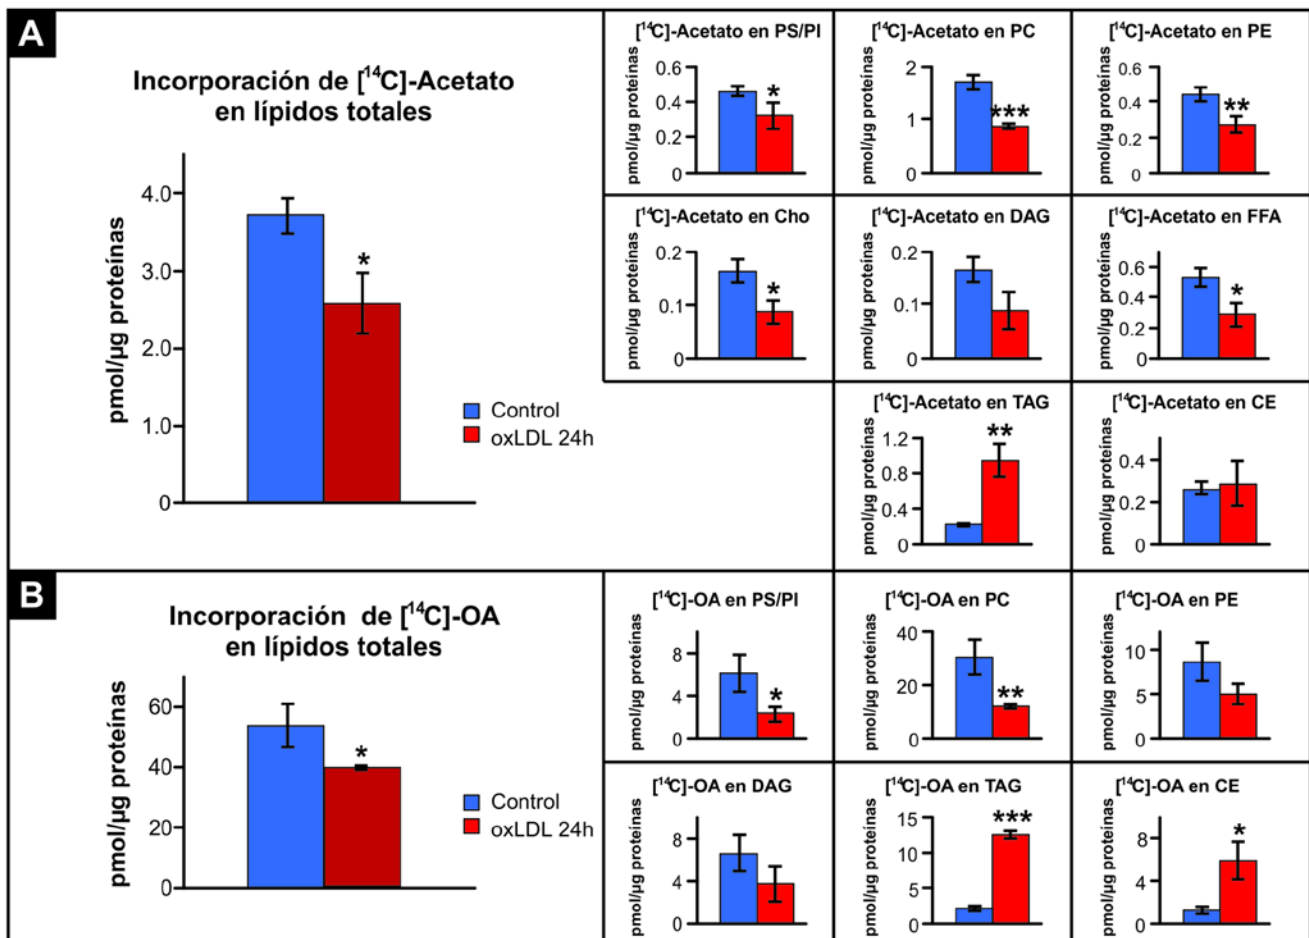 A
Incorporación de [¹⁴C]-Acetato
en lípidos totales
pmol/µg proteínas
4.0
3.0
2.0
1.0
0
*
Control
oxLDL 24h
[¹⁴C]-Acetato en PS/PI
pmol/µg proteínas
0.6
0.4
0.2
0
*
[¹⁴C]-Acetato en PC
pmol/µg proteínas
2
1
0
***
[¹⁴C]-Acetato en PE
pmol/µg proteínas
0.6
0.4
0.2
0
**
[¹⁴C]-Acetato en Cho
pmol/µg proteínas
0.2
0.1
0
*
[¹⁴C]-Acetato en DAG
pmol/µg proteínas
0.2
0.1
0
[¹⁴C]-Acetato en FFA
pmol/µg proteínas
0.6
0.4
0.2
0
*
[¹⁴C]-Acetato en TAG
pmol/µg proteínas
1.2
0.8
0.4
0
**
[¹⁴C]-Acetato en CE
pmol/µg proteínas
0.4
0.2
0
B
Incorporación de [¹⁴C]-OA
en lípidos totales
pmol/µg proteínas
60
40
20
0
*
Control
oxLDL 24h
[¹⁴C]-OA en PS/PI
pmol/µg proteínas
8
4
0
*
[¹⁴C]-OA en PC
pmol/µg proteínas
40
20
0
**
[¹⁴C]-OA en PE
pmol/µg proteínas
10
5
0
[¹⁴C]-OA en DAG
pmol/µg proteínas
8
4
0
[¹⁴C]-OA en TAG
pmol/µg proteínas
15
10
5
0
***
[¹⁴C]-OA en CE
pmol/µg proteínas
8
4
0
*